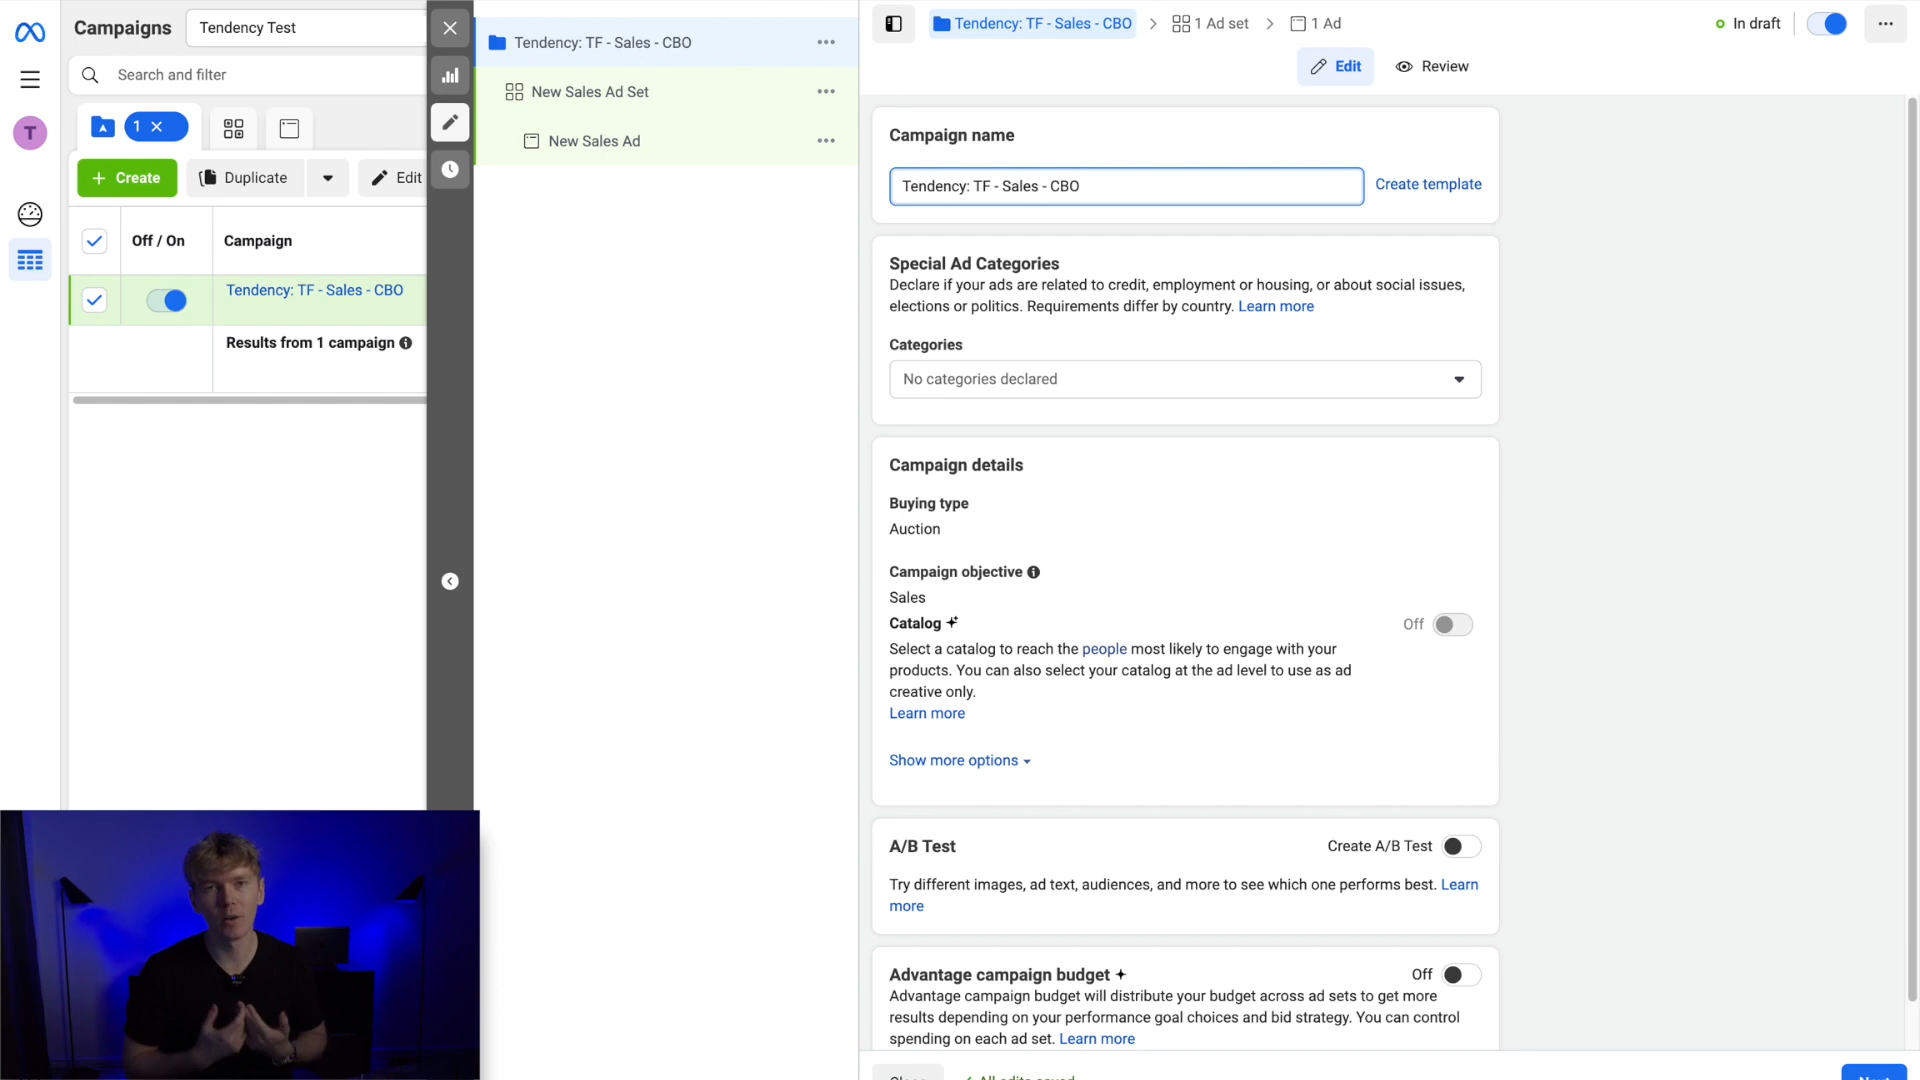 Campaigns
Tendency Test
Search and filter
1
Create
Duplicate
Edit
Off / On
Campaign
Tendency: TF - Sales - CBO
Results from 1 campaign
T
Tendency: TF - Sales - CBO
New Sales Ad Set
New Sales Ad
Tendency: TF - Sales - CBO
1 Ad set
1 Ad
In draft
Edit
Review
Campaign name
Tendency: TF - Sales - CBO
Create template
Special Ad Categories
Declare if your ads are related to credit, employment or housing, or about social issues,
elections or politics. Requirements differ by country. Learn more
Categories
No categories declared
Campaign details
Buying type
Auction
Campaign objective
Sales
Catalog
Off
Select a catalog to reach the people most likely to engage with your
products. You can also select your catalog at the ad level to use as ad
creative only.
Learn more
Show more options
A/B Test
Create A/B Test
Try different images, ad text, audiences, and more to see which one performs best. Learn
more
Advantage campaign budget
Off
Advantage campaign budget will distribute your budget across ad sets to get more
results depending on your performance goal choices and bid strategy. You can control
spending on each ad set. Learn more
All edits saved